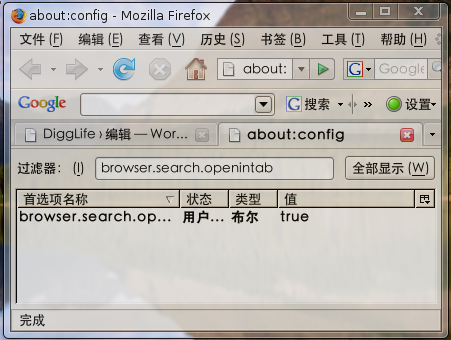 about:config - Mozilla Firefox
文件 (F) 编辑 (E) 查看 (V) 历史 (S) 书签 (B) 工具 (T) 帮助 (H)
about: G Google
Google G 搜索 » 设置
DiggLife › 编辑 — Wor... about:config
过滤器: (I) browser.search.openintab 全部显示 (W)
首选项名称 状态 类型 值
browser.search.op... 用户... 布尔 true
完成